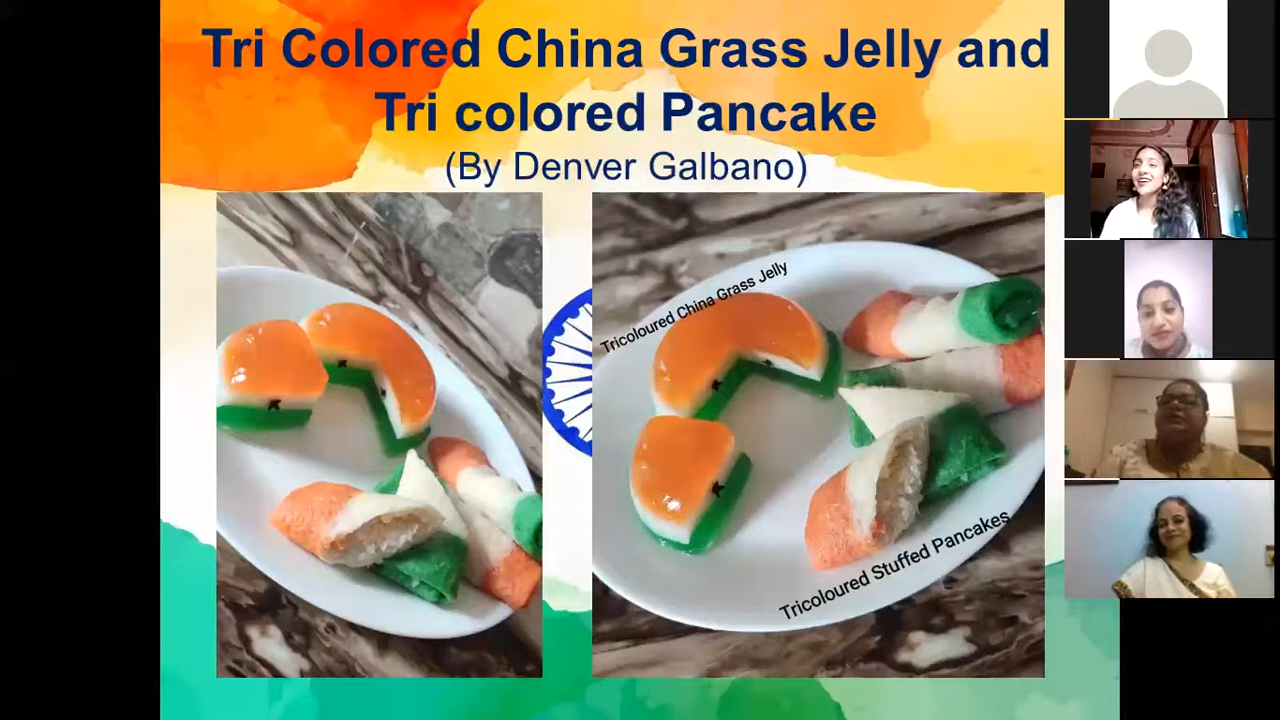 Tri Colored China Grass Jelly and
Tri colored Pancake
(By Denver Galbano)
Tricoloured China Grass Jelly
Tricoloured Stuffed Pancakes